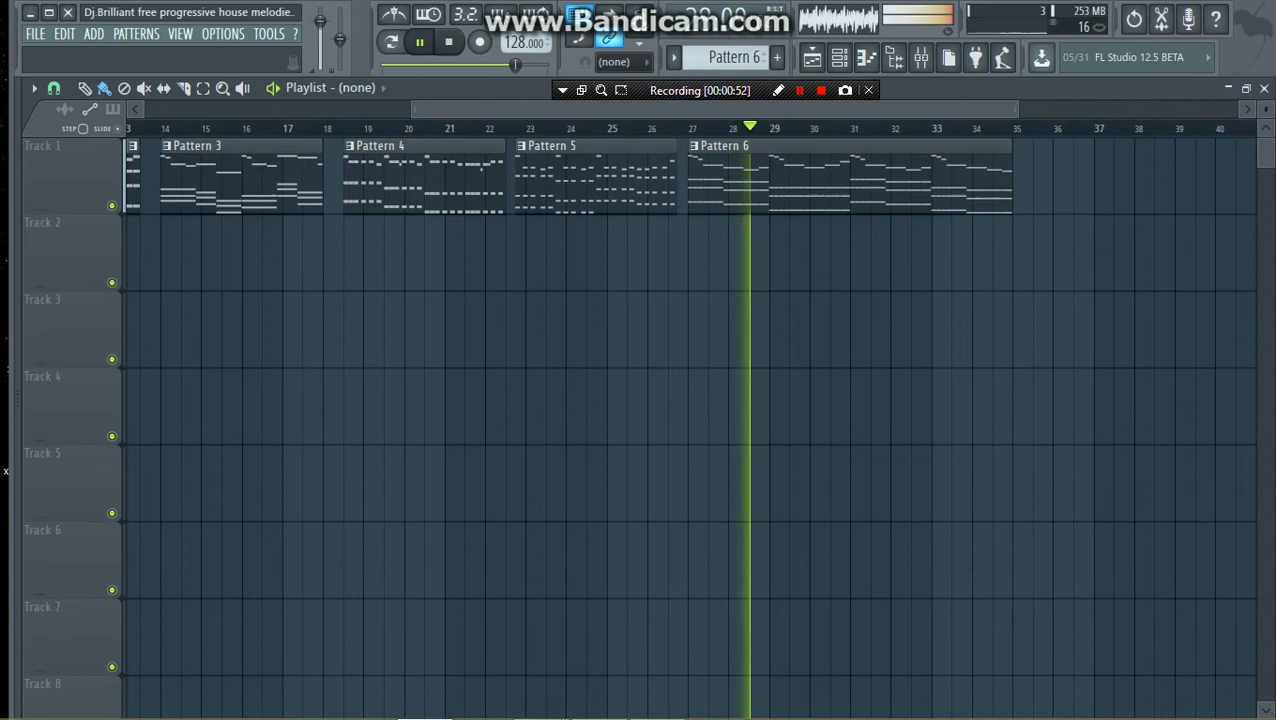 Dj.Brilliant free progressive house melodie..
www.Bandicam.com
FILE EDIT ADD PATTERNS VIEW OPTIONS TOOLS ?
3.2
128.000
(none)
Pattern 6
3
253 MB
16
05/31 FL Studio 12.5 BETA
Playlist - (none)
Recording [00:00:52]
STEP SLIDE
3 14 15 16 17 18 19 20 21 22 23 24 25 26 27 28 29 30 31 32 33 34 35 36 37 38 39 40
Track 1
Pattern 3
Pattern 4
Pattern 5
Pattern 6
Track 2
Track 3
Track 4
Track 5
Track 6
Track 7
Track 8